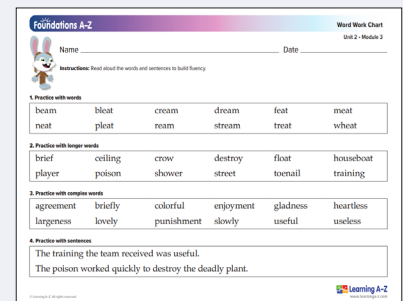 Foundations A-Z
Word Work Chart
Unit 2 - Module 3
Name Date
Instructions: Read aloud the words and sentences to build fluency.
1. Practice with words
beam bleat cream dream feat meat
neat pleat ream stream treat wheat
2. Practice with longer words
brief ceiling crow destroy float houseboat
player poison shower street toenail training
3. Practice with complex words
agreement briefly colorful enjoyment gladness heartless
largeness lovely punishment slowly useful useless
4. Practice with sentences
The training the team received was useful.
The poison worked quickly to destroy the deadly plant.
© Learning A-Z All rights reserved.
Learning A-Z
www.learninga-z.com